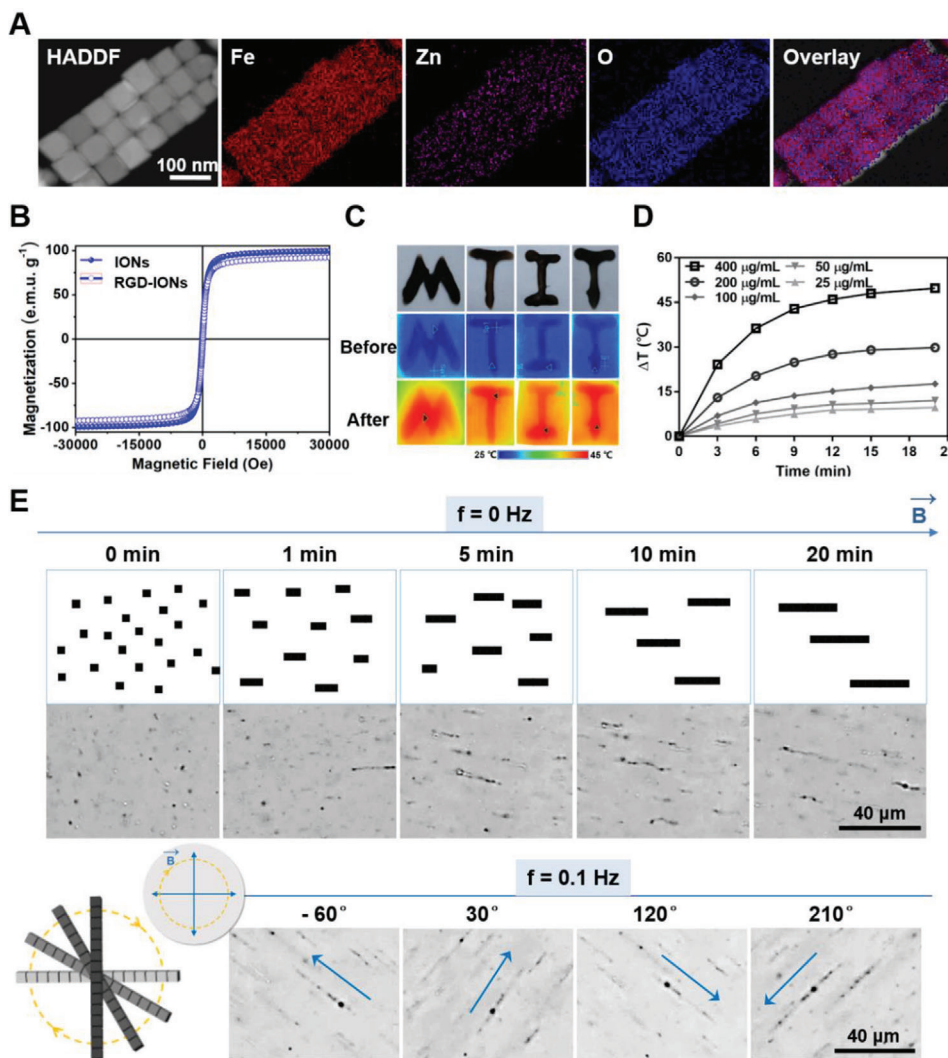 A
HADDF
Fe
Zn
O
Overlay
100 nm
B
100
50
0
-50
-100
Magnetization (e.m.u. g⁻¹)
IONs
RGD-IONs
-30000
-15000
0
15000
30000
Magnetic Field (Oe)
C
M T I T
Before
After
25 ℃
45 ℃
D
60
45
30
15
0
ΔT (℃)
400 µg/mL
200 µg/mL
100 µg/mL
50 µg/mL
25 µg/mL
0
3
6
9
12
15
18
2
Time (min)
E
f = 0 Hz
B
0 min
1 min
5 min
10 min
20 min
40 µm
B
f = 0.1 Hz
- 60°
30°
120°
210°
40 µm